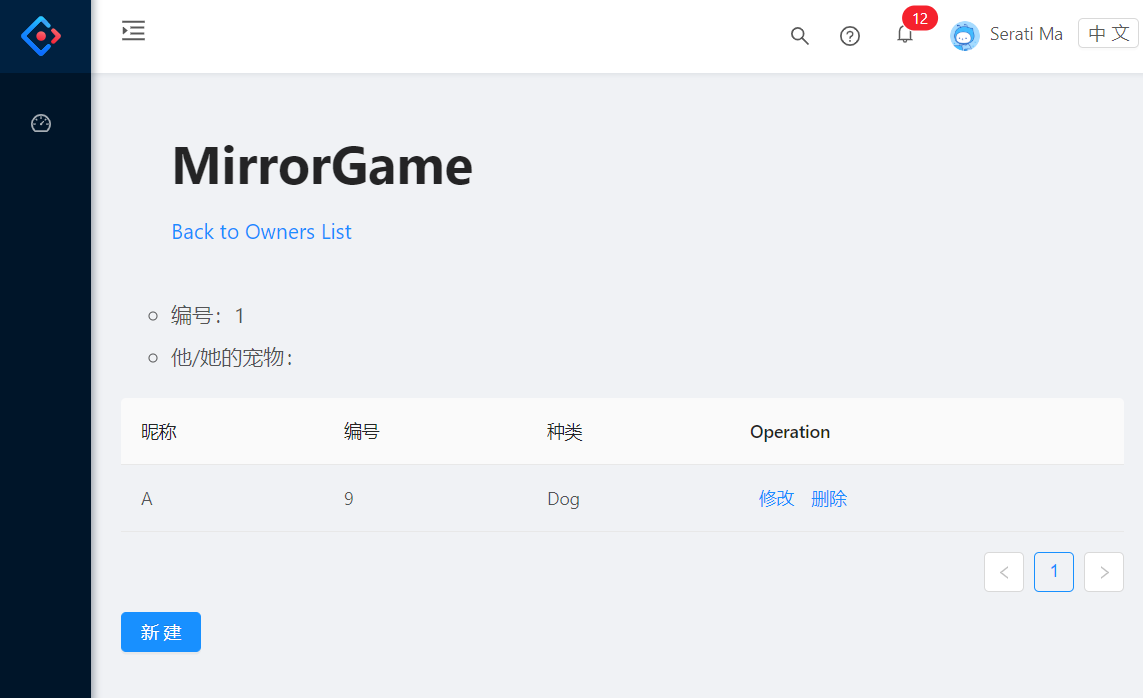 12
Serati Ma
中 文
MirrorGame
Back to Owners List
编号：1
他/她的宠物：
昵称 编号 种类 Operation
A 9 Dog 修改 删除
< 1 >
新 建